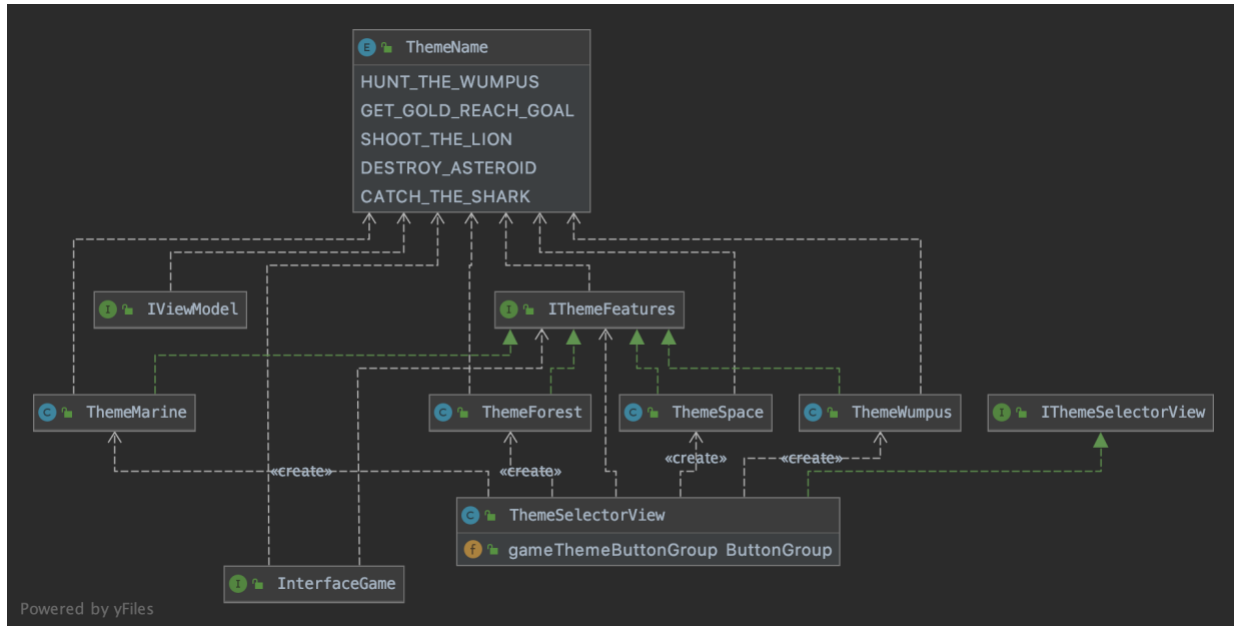 E ThemeName
HUNT_THE_WUMPUS
GET_GOLD_REACH_GOAL
SHOOT_THE_LION
DESTROY_ASTEROID
CATCH_THE_SHARK
I IViewModel
I IThemeFeatures
C ThemeMarine
C ThemeForest
C ThemeSpace
C ThemeWumpus
I IThemeSelectorView
«create»
«create»
«create»
«create»
C ThemeSelectorView
f gameThemeButtonGroup ButtonGroup
I InterfaceGame
Powered by yFiles